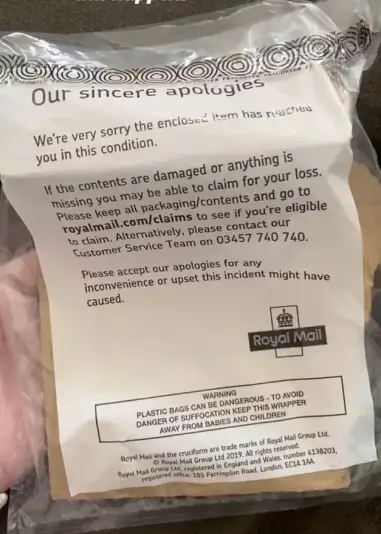 Our sincere apologies
We're very sorry the enclosed item has reached
you in this condition.
If the contents are damaged or anything is
missing you may be able to claim for your loss.
Please keep all packaging/contents and go to
royalmail.com/claims to see if you're eligible
to claim. Alternatively, please contact our
Customer Service Team on 03457 740 740.
Please accept our apologies for any
inconvenience or upset this incident might have
caused.
Royal Mail
WARNING
PLASTIC BAGS CAN BE DANGEROUS - TO AVOID
DANGER OF SUFFOCATION KEEP THIS WRAPPER
AWAY FROM BABIES AND CHILDREN
Royal Mail and the cruciform are trade marks of Royal Mail Group Ltd.
© Royal Mail Group Ltd 2019. All rights reserved.
Royal Mail Group Ltd, registered in England and Wales, number 4138203,
registered office: 185 Farringdon Road, London, EC1A 1AA.